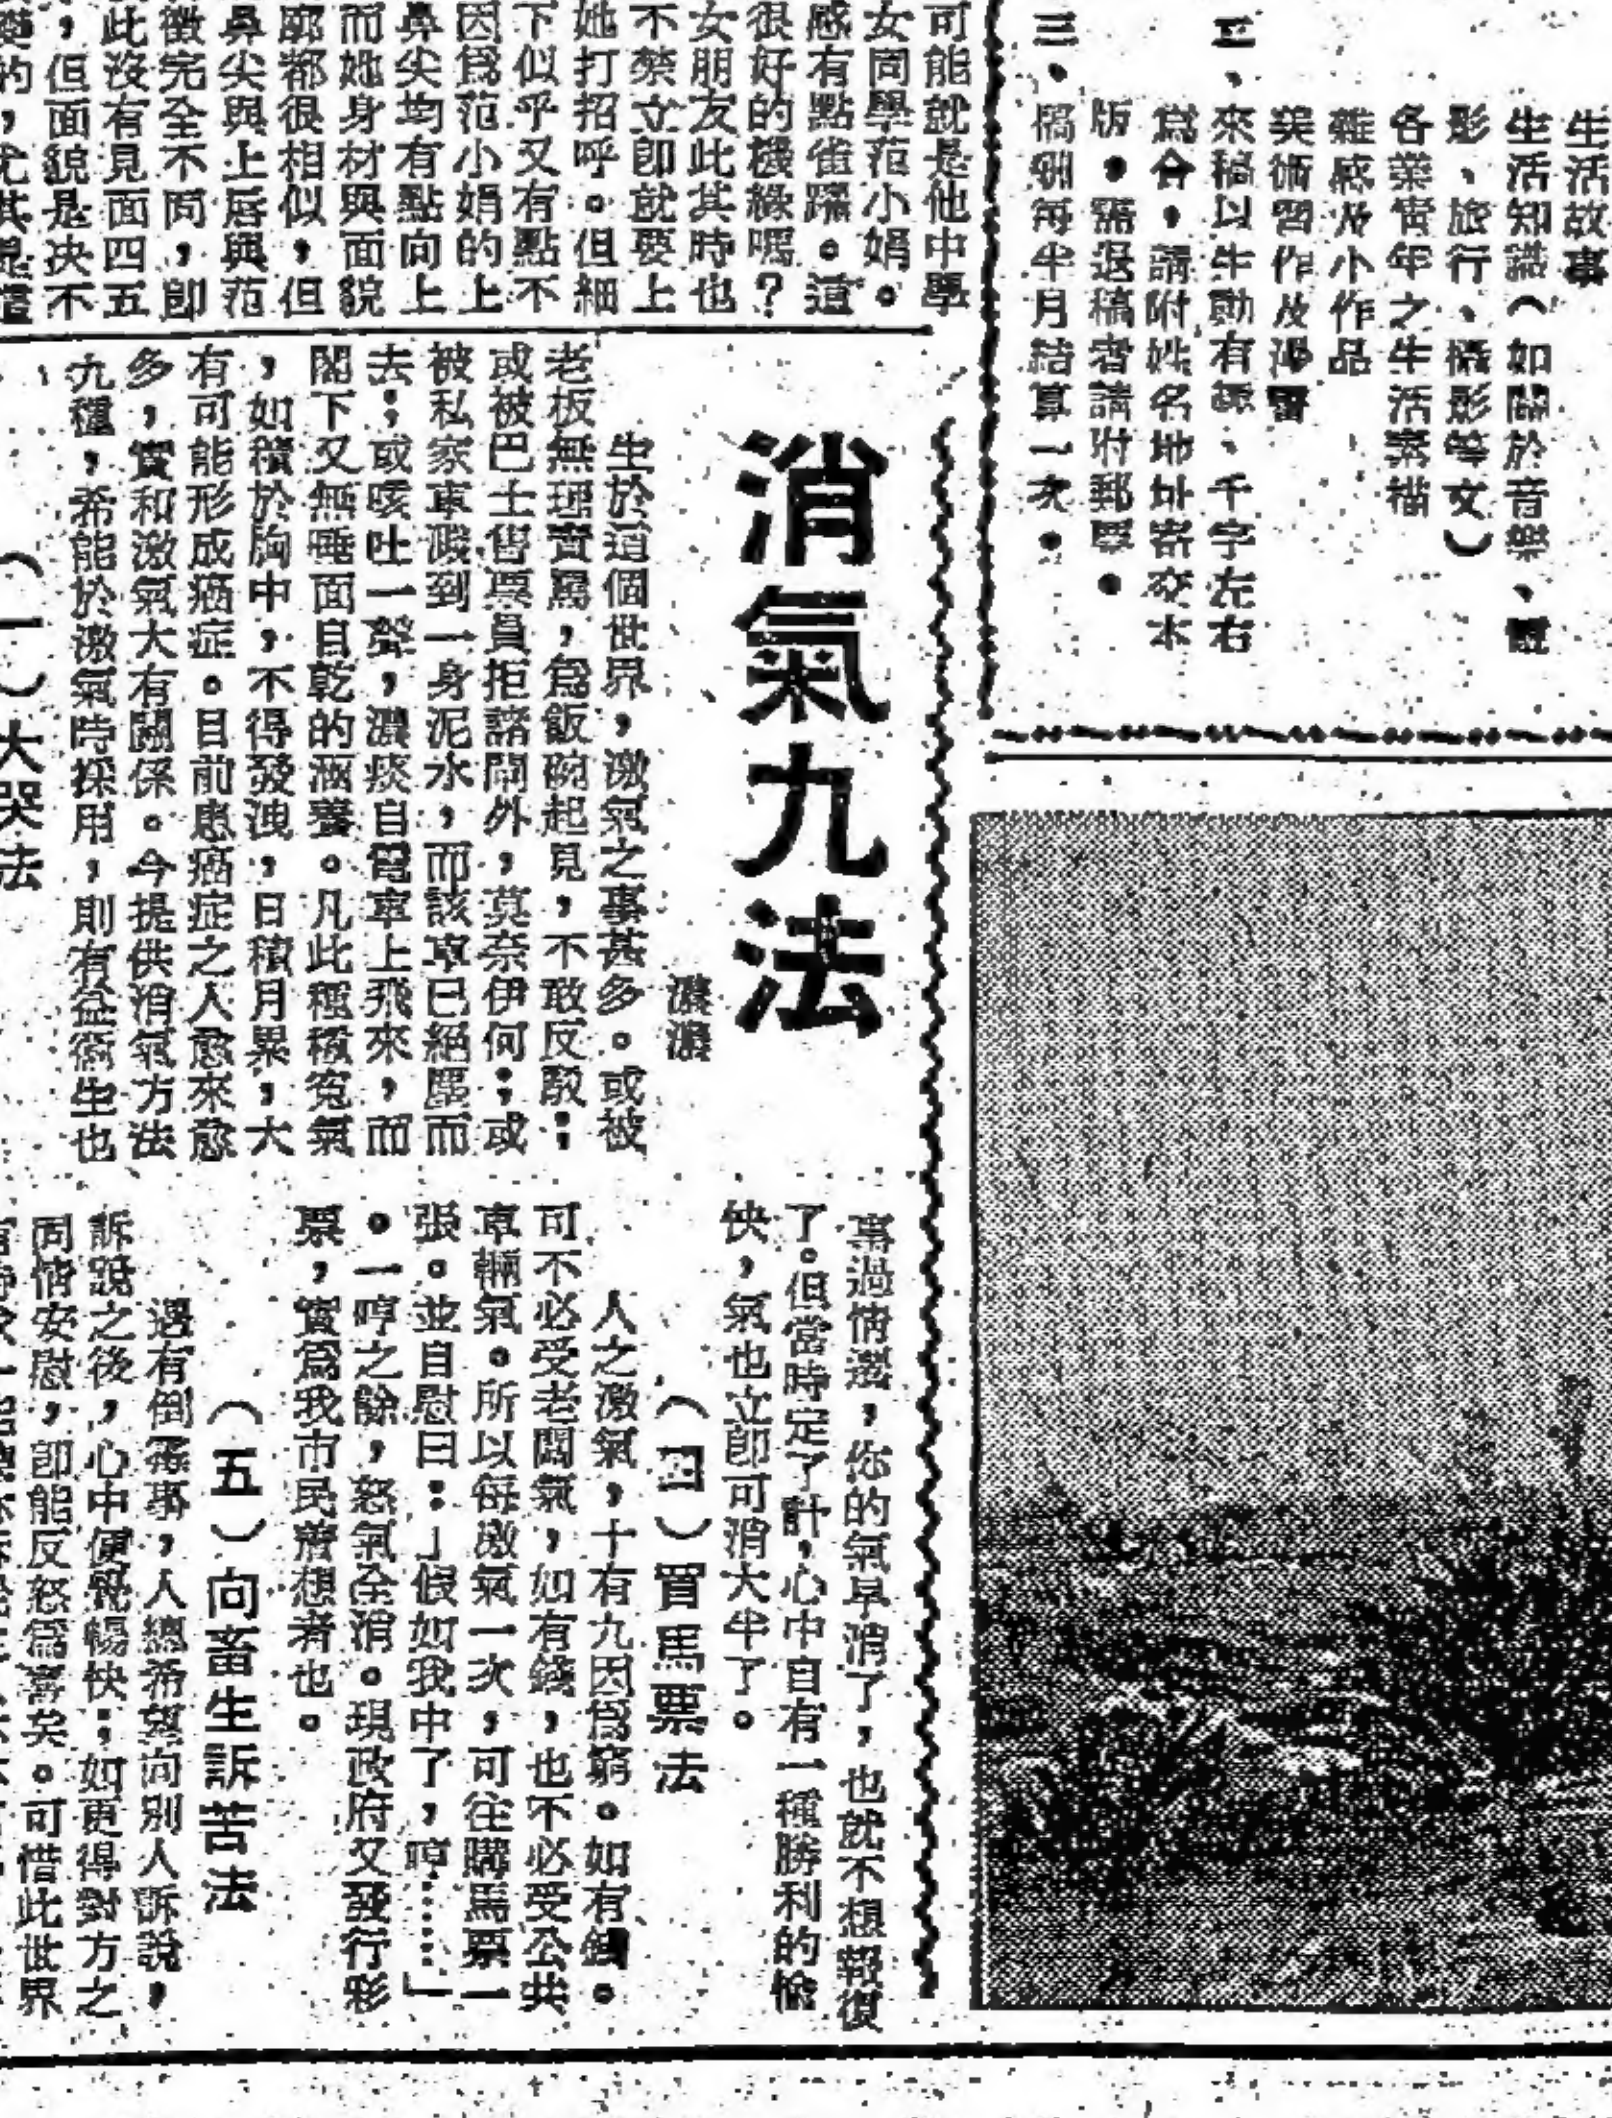 生活故事
生活知識（如關於音樂、
影、旅行、攝影等文）
各業青年之生活素描
雜感及小作品
美術習作及漫畫
二、來稿以生動有趣、千字左右
為合，請附姓名地址寄交本
版，需退稿者請附郵票。
三、稿酬每半月結算一次。
可能就是他中學
女同學范小娟。
感有點雀躍。這
很好的機緣嗎？
女朋友此其時也
不禁立卽就要上
她打招呼。但細
下似乎又有點不
因爲范小娟的上
鼻尖均有點向上
而她身材與面貌
廓都很相似，但
鼻尖與上唇與范
徵完全不同，卽
此沒有見面四五
，但面貌是決不
的，尤其是這
消氣九法
濃濃
生於這個世界，激氣之事甚多。或被
老板無理責罵，爲飯碗起見，不敢反駁；
或被巴士售票員拒諸閘外，莫奈伊何；或
被私家車濺到一身泥水，而該車已絕塵而
去；或咳吐一聲，濃痰自電車上飛來，而
閣下又無唾面自乾的涵養。凡此種種寃氣
，如積於胸中，不得發洩，日積月累，大
有可能形成癌症。目前患癌症之人愈來愈
多，實和激氣大有關係。今提供消氣方法
九種，希能於激氣時採用，則有益衞生也
（一）大哭法
事過情遷，你的氣早消了，也就不想報復
了。但當時定了計，心中自有一種勝利的愉
快，氣也立卽可消大半了。
（四）買馬票法
人之激氣，十有九因爲窮。如有錢。
可不必受老闆氣，如有錢，也不必受公共
車輛氣。所以每激氣一次，可往購馬票一
張。並自慰曰：」假如我中了，哼……」
。一哼之餘，怒氣全消。現政府又發行彩
票，實爲我市民着想者也。
（五）向畜生訴苦法
遇有倒霉事，人總希望向別人訴說，
訴說之後，心中便覺暢快；如更得對方之
同情安慰，卽能反怒爲喜矣。可惜此世界